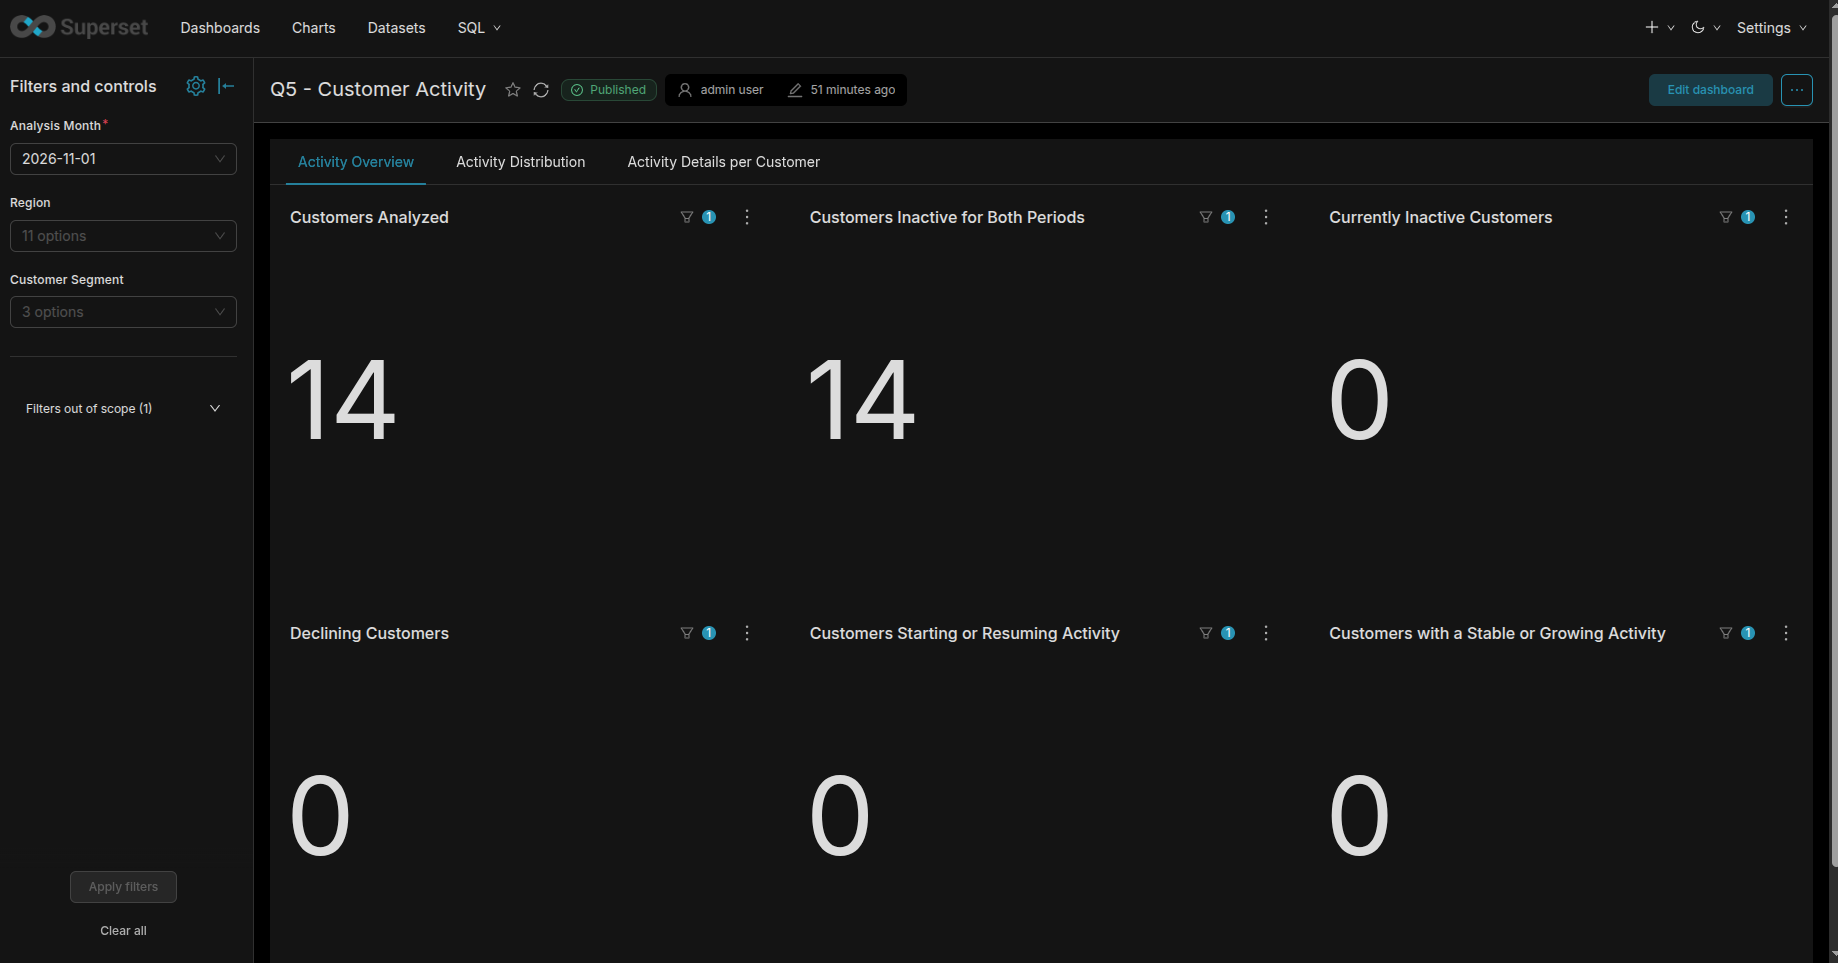 Superset
Dashboards
Charts
Datasets
SQL
Settings
Filters and controls
Analysis Month*
2026-11-01
Region
11 options
Customer Segment
3 options
Filters out of scope (1)
Apply filters
Clear all
Q5 - Customer Activity
Published
admin user
51 minutes ago
Edit dashboard
Activity Overview
Activity Distribution
Activity Details per Customer
Customers Analyzed
1
14
Customers Inactive for Both Periods
1
14
Currently Inactive Customers
1
0
Declining Customers
1
0
Customers Starting or Resuming Activity
1
0
Customers with a Stable or Growing Activity
1
0